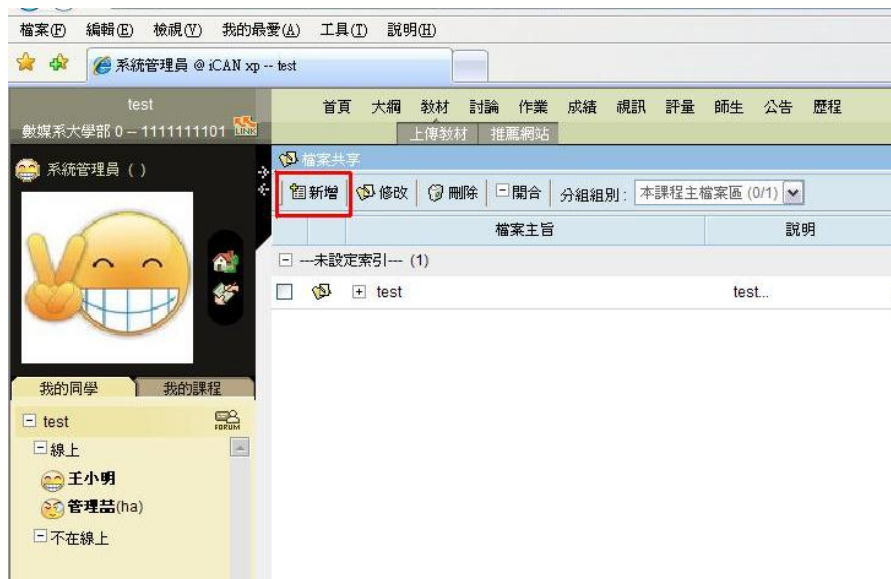 檔案(F) 編輯(E) 檢視(V) 我的最愛(A) 工具(T) 說明(H)
系統管理員 @ iCAN xp -- test
test
數媒系大學部 0 -- 1111111101 LINK
首頁 大綱 教材 討論 作業 成績 視訊 評量 師生 公告 歷程
上傳教材 推薦網站
系統管理員 ( )
檔案共享
新增 修改 刪除 開合 分組組別: 本課程主檔案區 (0/1)
檔案主旨 說明
---未設定索引--- (1)
test test...
我的同學 我的課程
test FORUM
線上
王小明
管理喆(ha)
不在線上